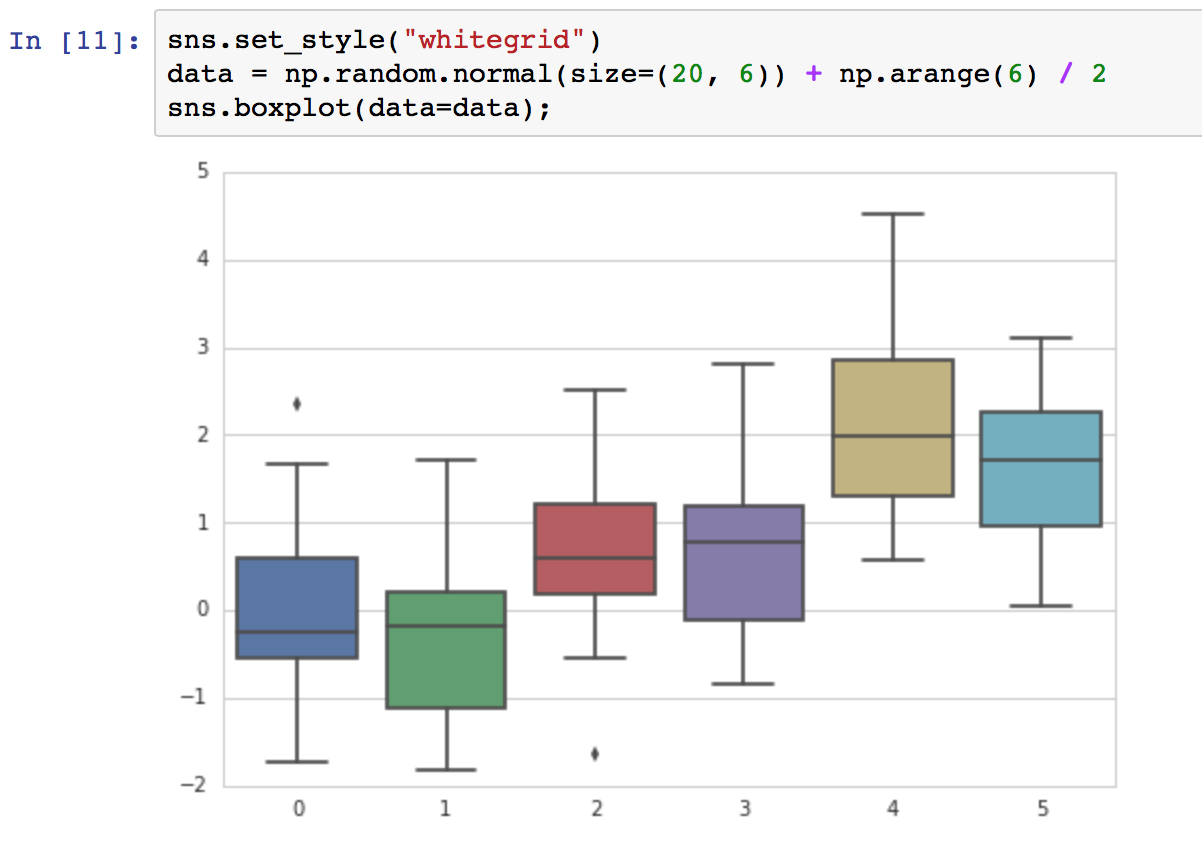 In [11]: sns.set_style("whitegrid")
data = np.random.normal(size=(20, 6)) + np.arange(6) / 2
sns.boxplot(data=data);
5
4
3
2
1
0
−1
−2
0 1 2 3 4 5